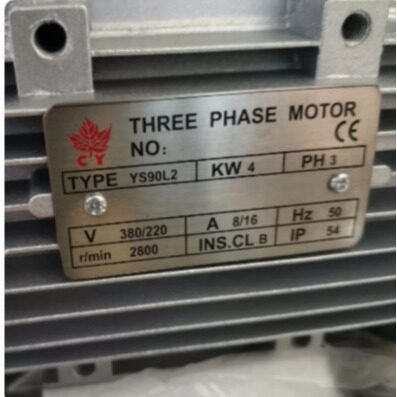 THREE PHASE MOTOR
NO: CE
CY
TYPE YS90L2 KW 4 PH 3
V 380/220 A 8/16 Hz 50
r/min 2800 INS.CL B IP 54